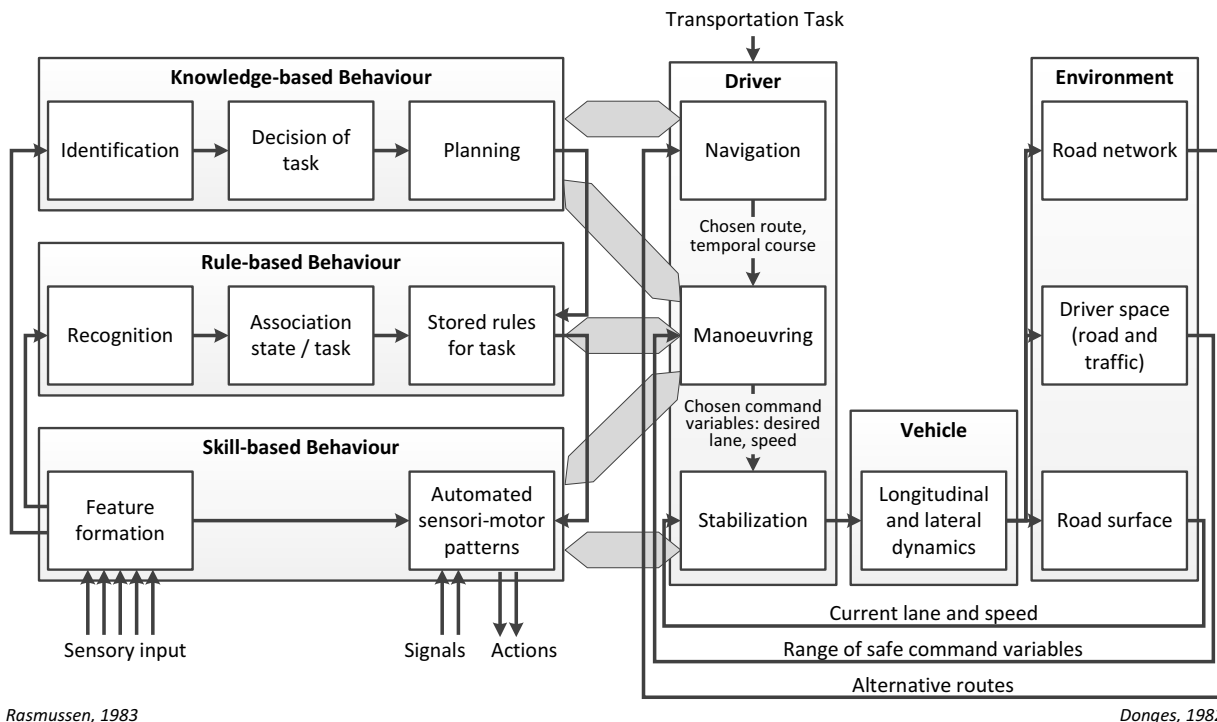 Transportation Task
Knowledge-based Behaviour
Identification
Decision of
task
Planning
Rule-based Behaviour
Recognition
Association
state / task
Stored rules
for task
Skill-based Behaviour
Feature
formation
Automated
sensori-motor
patterns
Sensory input
Signals
Actions
Driver
Navigation
Chosen route,
temporal course
Manoeuvring
Chosen command
variables: desired
lane, speed
Stabilization
Vehicle
Longitudinal
and lateral
dynamics
Environment
Road network
Driver space
(road and
traffic)
Road surface
Current lane and speed
Range of safe command variables
Alternative routes
Rasmussen, 1983
Donges,